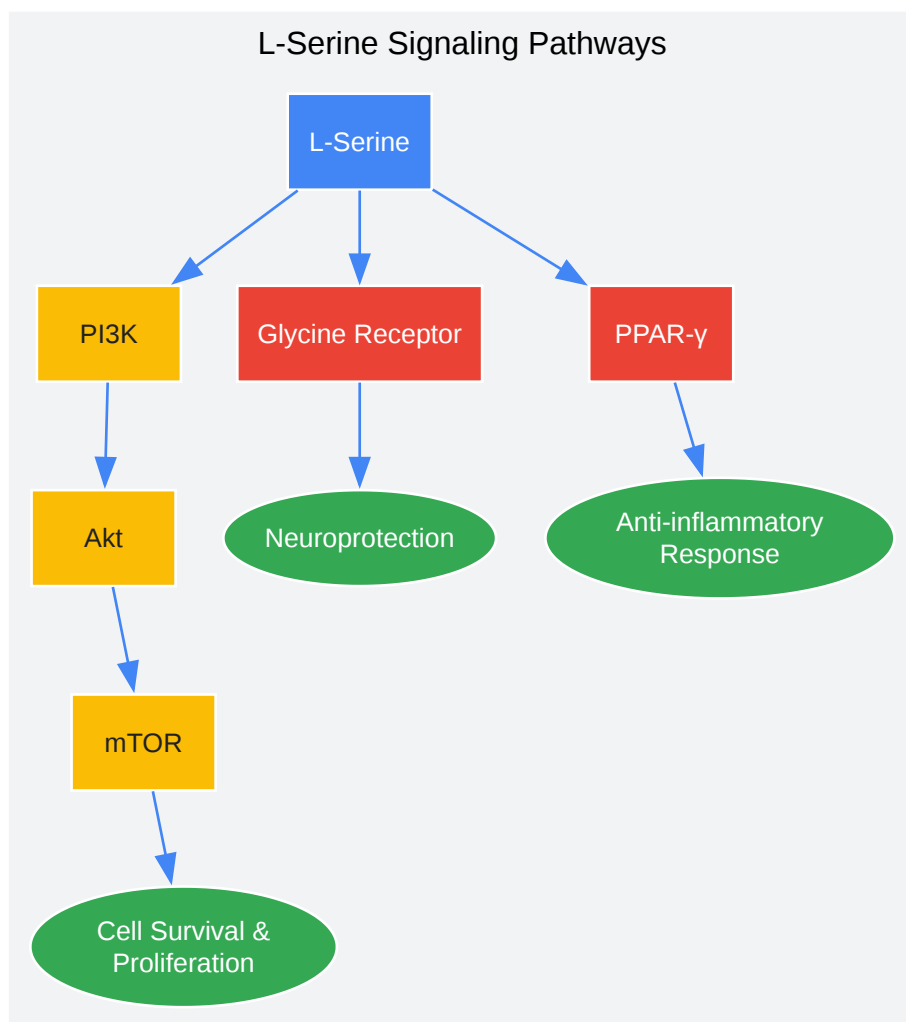 L-Serine Signaling Pathways
L-Serine
PI3K
Glycine Receptor
PPAR-γ
Akt
Neuroprotection
Anti-inflammatory
Response
mTOR
Cell Survival &
Proliferation